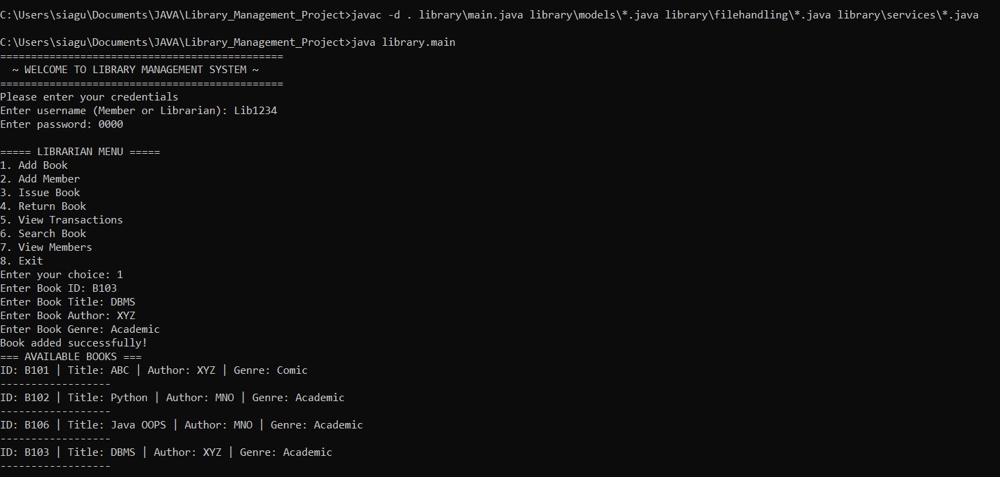 C:\Users\siagu\Documents\JAVA\Library_Management_Project>javac -d . library\main.java library\models\*.java library\filehandling\*.java library\services\*.java
C:\Users\siagu\Documents\JAVA\Library_Management_Project>java library.main
==============================================
  ~ WELCOME TO LIBRARY MANAGEMENT SYSTEM ~
==============================================
Please enter your credentials
Enter username (Member or Librarian): Lib1234
Enter password: 0000
===== LIBRARIAN MENU =====
1. Add Book
2. Add Member
3. Issue Book
4. Return Book
5. View Transactions
6. Search Book
7. View Members
8. Exit
Enter your choice: 1
Enter Book ID: B103
Enter Book Title: DBMS
Enter Book Author: XYZ
Enter Book Genre: Academic
Book added successfully!
=== AVAILABLE BOOKS ===
ID: B101 | Title: ABC | Author: XYZ | Genre: Comic
------------------
ID: B102 | Title: Python | Author: MNO | Genre: Academic
------------------
ID: B106 | Title: Java OOPS | Author: MNO | Genre: Academic
------------------
ID: B103 | Title: DBMS | Author: XYZ | Genre: Academic
------------------